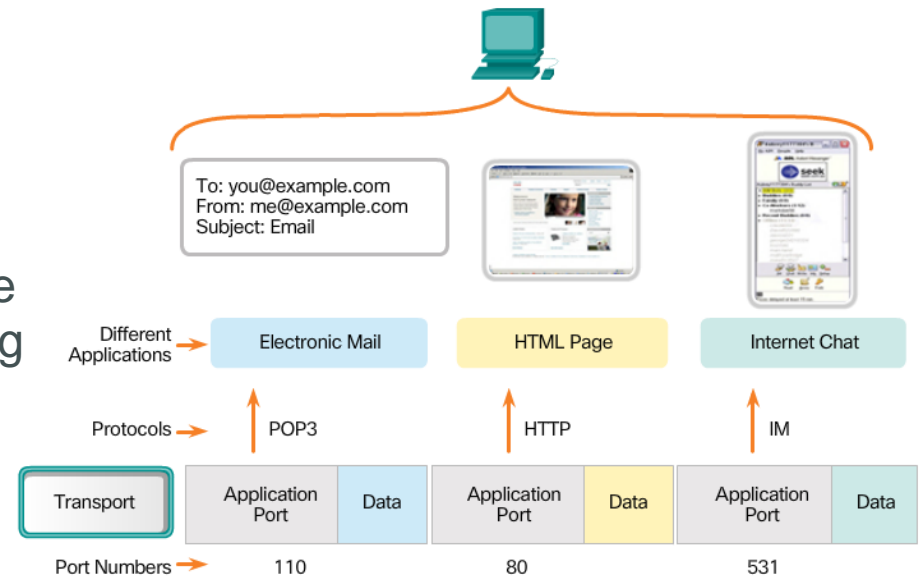 To: you@example.com
From: me@example.com
Subject: Email
seek
e
g
Different
Applications
Electronic Mail
HTML Page
Internet Chat
Protocols
POP3
HTTP
IM
Transport
Application
Port
Data
Application
Port
Data
Application
Port
Data
Port Numbers
110
80
531